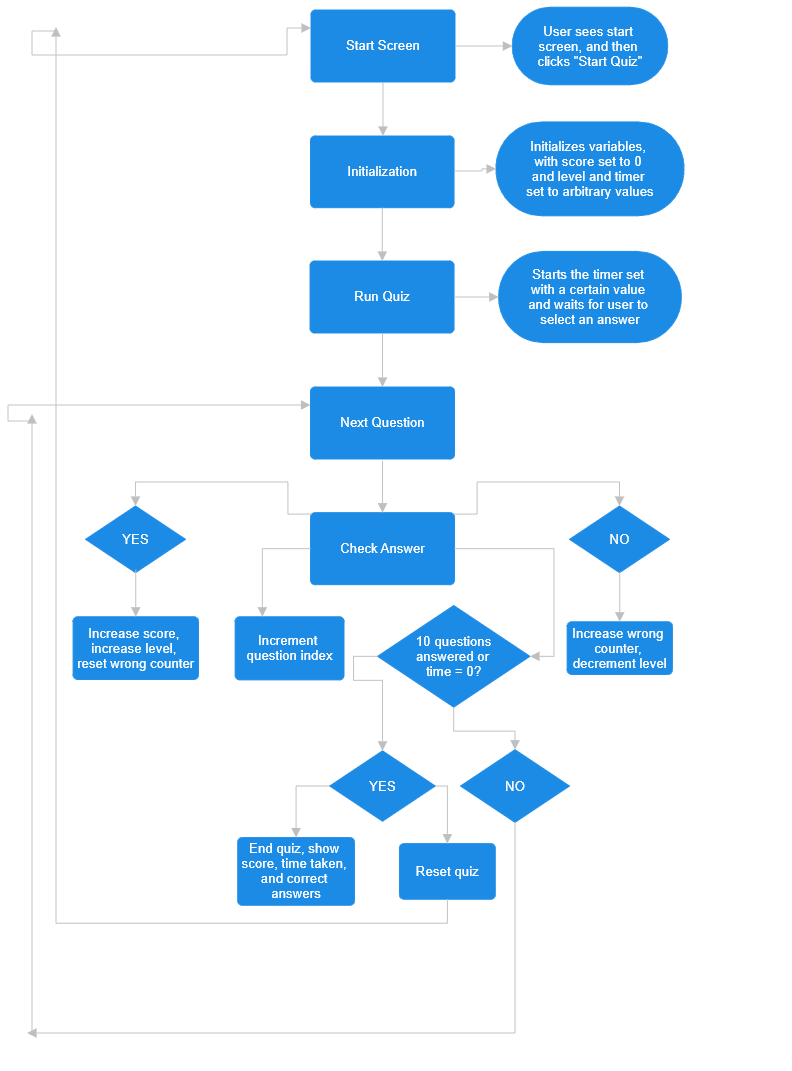 Start Screen
User sees start
screen, and then
clicks "Start Quiz"
Initialization
Initializes variables,
with score set to 0
and level and timer
set to arbitrary values
Run Quiz
Starts the timer set
with a certain value
and waits for user to
select an answer
Next Question
YES
Check Answer
NO
Increase score,
increase level,
reset wrong counter
Increment
question index
10 questions
answered or
time = 0?
Increase wrong
counter,
decrement level
YES
NO
End quiz, show
score, time taken,
and correct
answers
Reset quiz